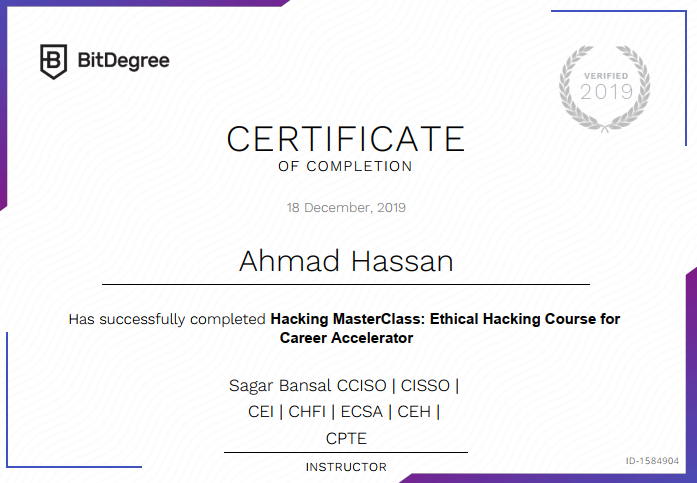 BitDegree
VERIFIED
2019
CERTIFICATE
OF COMPLETION
18 December, 2019
Ahmad Hassan
Has successfully completed Hacking MasterClass: Ethical Hacking Course for
Career Accelerator
Sagar Bansal CCISO | CISSO |
CEI | CHFI | ECSA | CEH |
CPTE
INSTRUCTOR
ID-1584904